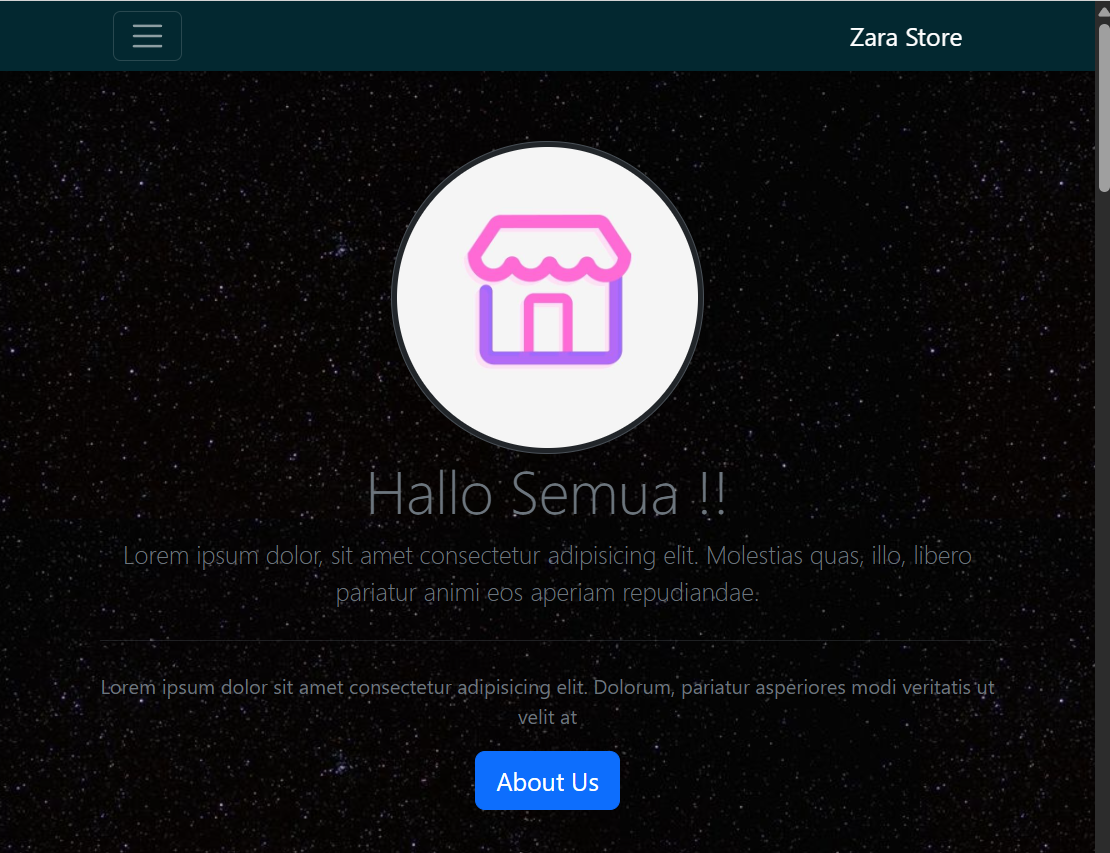 Zara Store
Hallo Semua !!
Lorem ipsum dolor, sit amet consectetur adipisicing elit. Molestias quas, illo, libero
pariatur animi eos aperiam repudiandae.
Lorem ipsum dolor sit amet consectetur adipisicing elit. Dolorum, pariatur asperiores modi veritatis ut
velit at
About Us